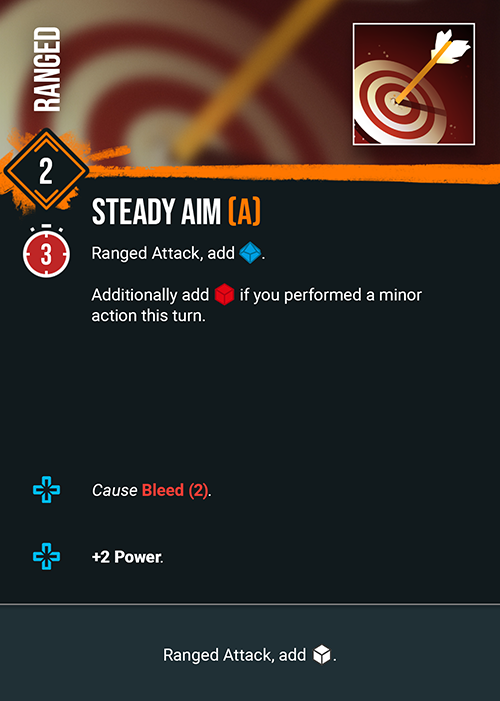 RANGED
2
STEADY AIM (A)
3
Ranged Attack, add .
Additionally add if you performed a minor
action this turn.
Cause Bleed (2).
+2 Power.
Ranged Attack, add .